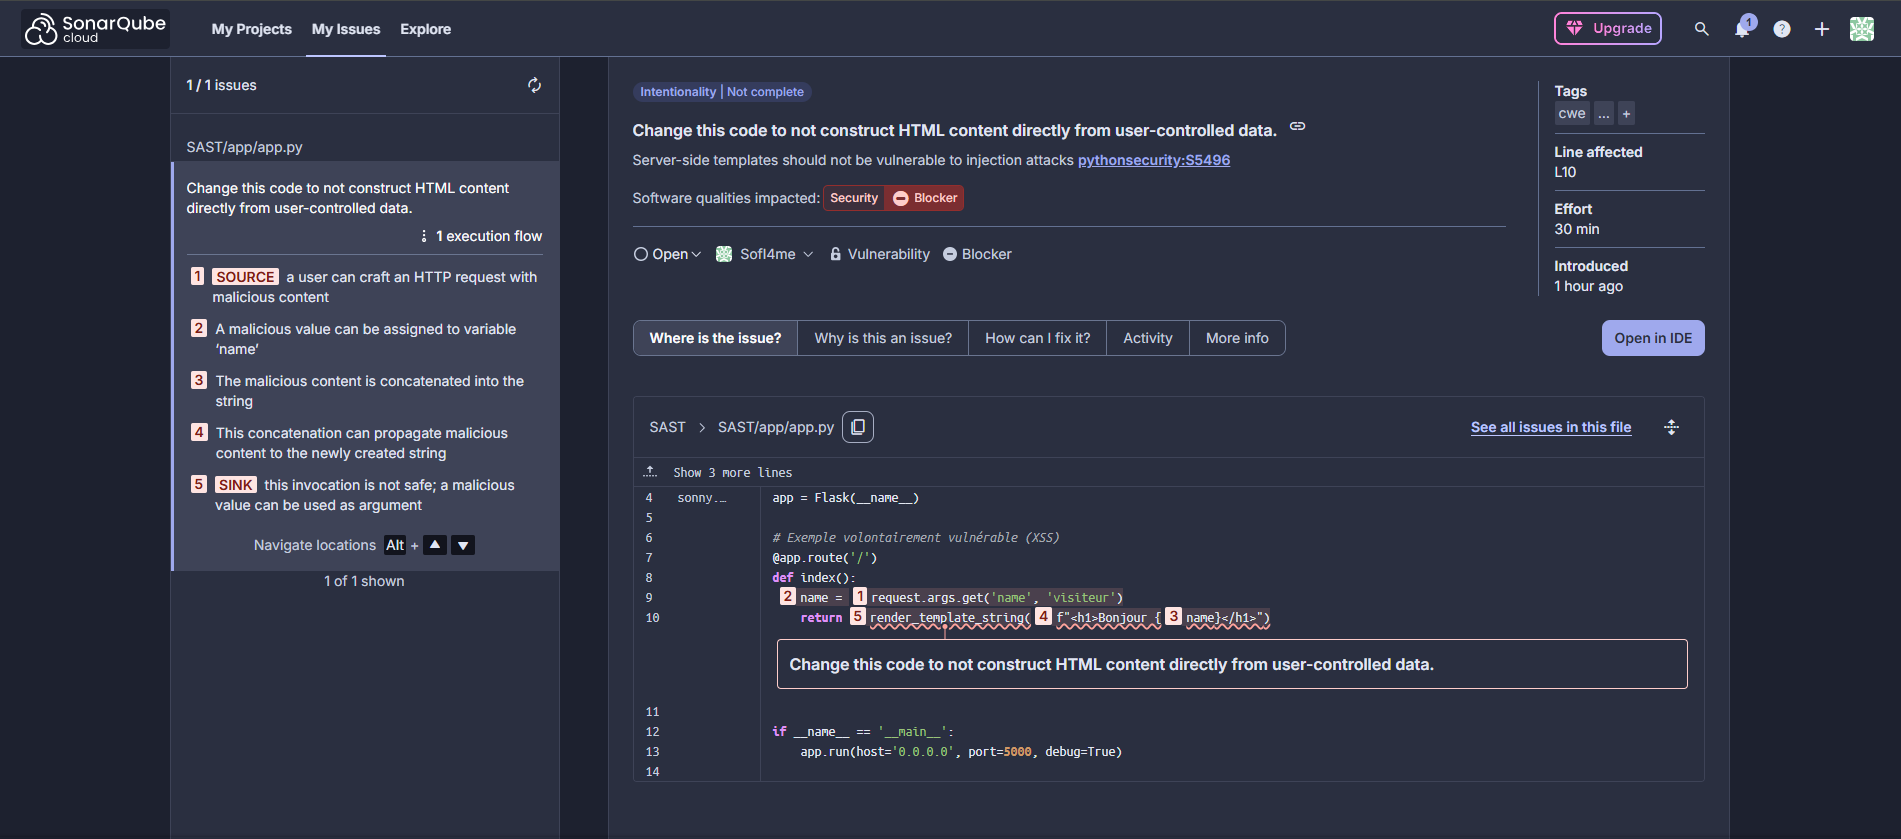 SonarQube cloud
My Projects My Issues Explore
Upgrade
1
?
1 / 1 issues
SAST/app/app.py
Change this code to not construct HTML content
directly from user-controlled data.
1 execution flow
1 SOURCE a user can craft an HTTP request with
malicious content
2 A malicious value can be assigned to variable
‘name’
3 The malicious content is concatenated into the
string
4 This concatenation can propagate malicious
content to the newly created string
5 SINK this invocation is not safe; a malicious
value can be used as argument
Navigate locations Alt +
1 of 1 shown
Intentionality | Not complete
Change this code to not construct HTML content directly from user-controlled data.
Server-side templates should not be vulnerable to injection attacks pythonsecurity:S5496
Software qualities impacted: Security Blocker
Open Sofl4me Vulnerability Blocker
Tags
cwe ... +
Line affected
L10
Effort
30 min
Introduced
1 hour ago
Where is the issue? Why is this an issue? How can I fix it? Activity More info
Open in IDE
SAST > SAST/app/app.py
See all issues in this file
Show 3 more lines
4 sonny.… app = Flask(__name__)
5
6 # Exemple volontairement vulnérable (XSS)
7 @app.route('/')
8 def index():
9 2 name = 1 request.args.get('name', 'visiteur')
10 return 5 render_template_string( 4 f"<h1>Bonjour { 3 name}</h1>")
Change this code to not construct HTML content directly from user-controlled data.
11
12 if __name__ == '__main__':
13 app.run(host='0.0.0.0', port=5000, debug=True)
14